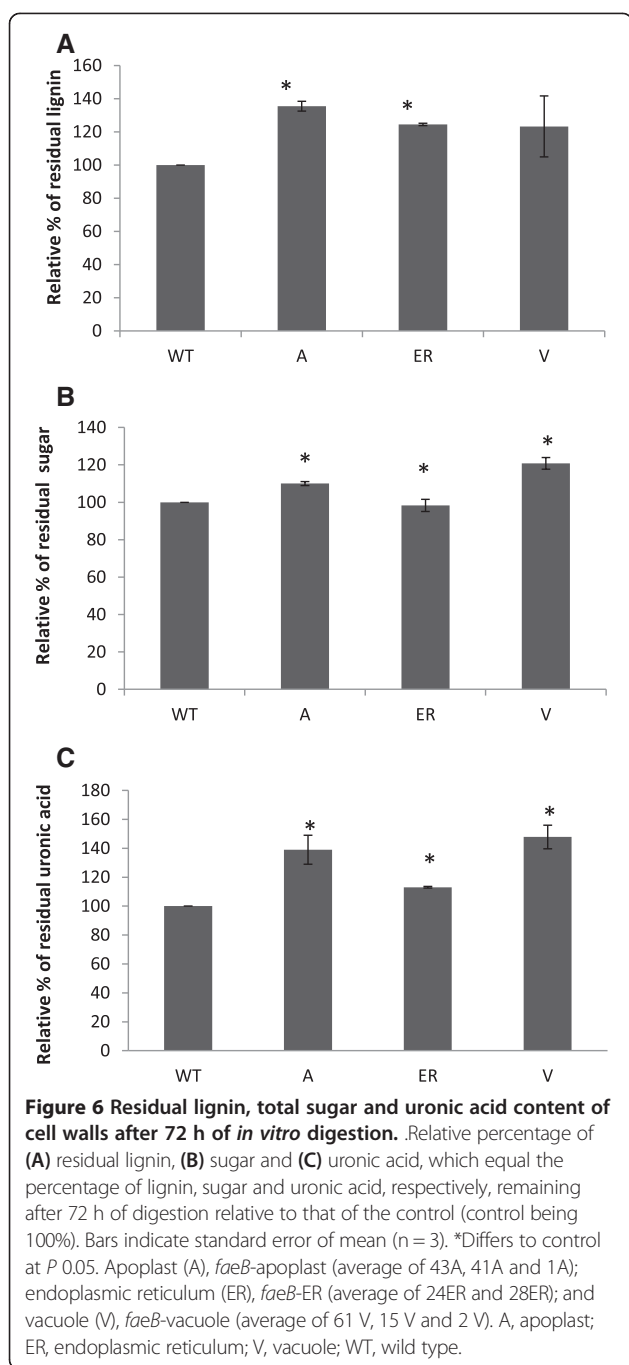 A
Relative % of residual lignin
160
140
120
100
80
60
40
20
0
*
*
WT
A
ER
V
B
Relative % of residual sugar
140
120
100
80
60
40
20
0
*
*
*
WT
A
ER
V
C
Relative % of residual uronic acid
180
160
140
120
100
80
60
40
20
0
*
*
*
WT
A
ER
V
Figure 6 Residual lignin, total sugar and uronic acid content of
cell walls after 72 h of in vitro digestion. .Relative percentage of
(A) residual lignin, (B) sugar and (C) uronic acid, which equal the
percentage of lignin, sugar and uronic acid, respectively, remaining
after 72 h of digestion relative to that of the control (control being
100%). Bars indicate standard error of mean (n = 3). *Differs to control
at P 0.05. Apoplast (A), faeB-apoplast (average of 43A, 41A and 1A);
endoplasmic reticulum (ER), faeB-ER (average of 24ER and 28ER); and
vacuole (V), faeB-vacuole (average of 61 V, 15 V and 2 V). A, apoplast;
ER, endoplasmic reticulum; V, vacuole; WT, wild type.